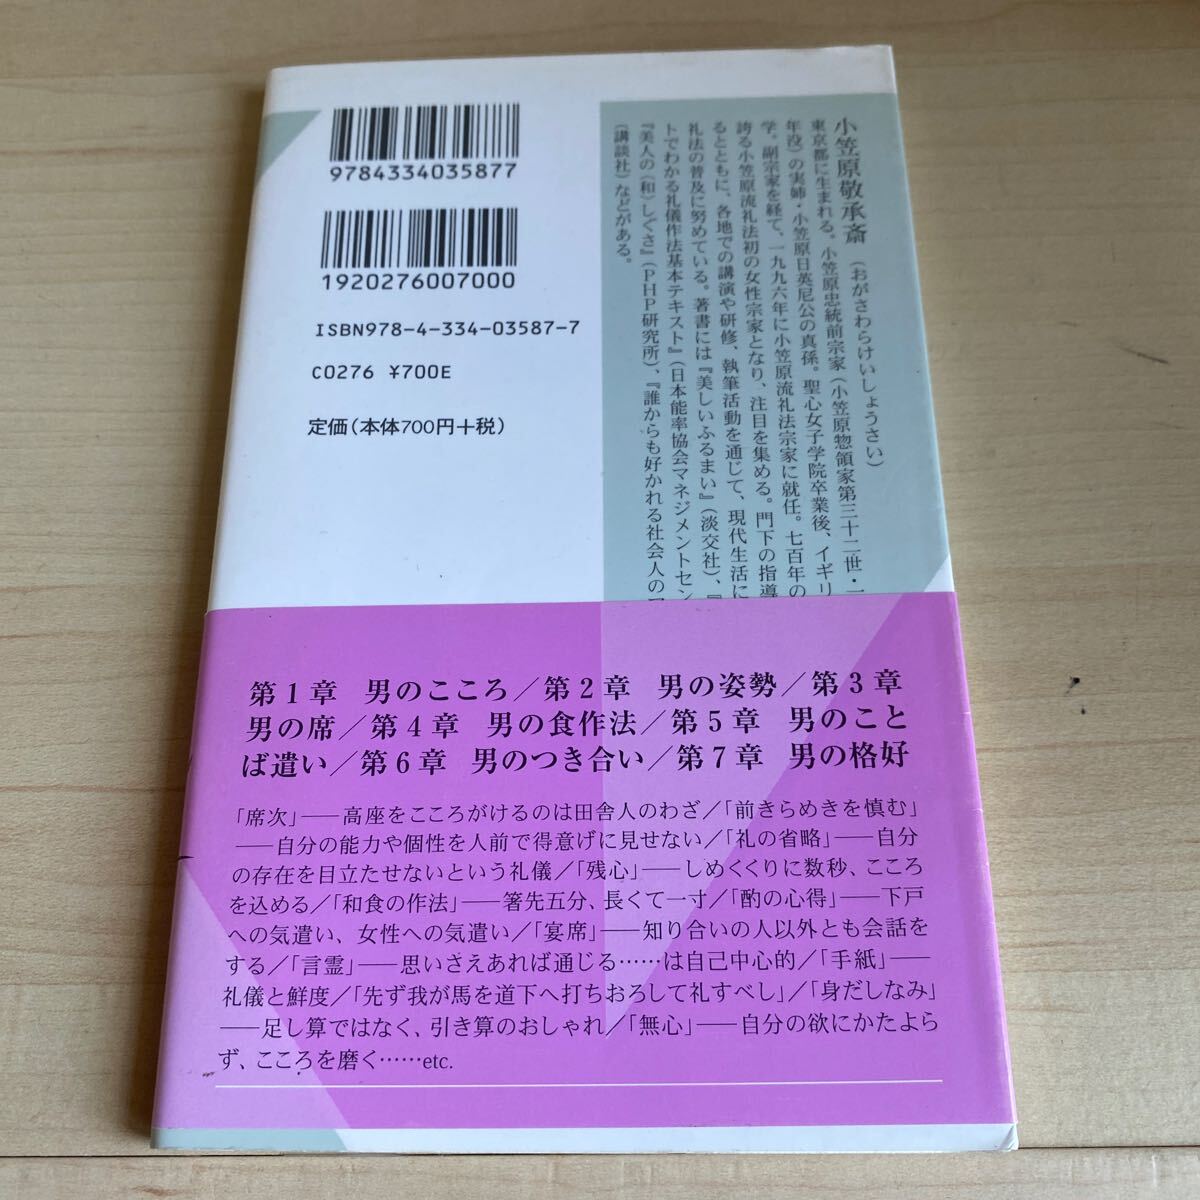 9784334035877
1920276007000
ISBN978-4-334-03587-7
C0276 ¥700E
定価(本体700円+税)
小笠原敬承斎 (おがさわらけいしょうさい)
東京都に生まれる。小笠原忠統前宗家(小笠原惣領家第三十二世・一
年没)の実姉・小笠原日英尼公の真孫。聖心女子学院卒業後、イギリ
学。副宗家を経て、一九九六年に小笠原流礼法宗家に就任。七百年の
誇る小笠原流礼法初の女性宗家となり、注目を集める。門下の指導
るとともに、各地での講演や研修、執筆活動を通じて、現代生活に
礼法の普及に努めている。著書には『美しいふるまい』(淡交社)、『
トでわかる礼儀作法基本テキスト』(日本能率協会マネジメントセン
『美人の〈和〉しぐさ』(PHP研究所)、『誰からも好かれる社会人のマ
(講談社)などがある。
第1章 男のこころ/第2章 男の姿勢/第3章
男の席/第4章 男の食作法/第5章 男のこと
ば遣い/第6章 男のつき合い/第7章 男の格好
「席次」——高座をこころがけるのは田舎人のわざ/「前きらめきを慎む」
——自分の能力や個性を人前で得意げに見せない/「礼の省略」——自分
の存在を目立たせないという礼儀/「残心」——しめくくりに数秒、こころ
を込める/「和食の作法」——箸先五分、長くて一寸/「酌の心得」——下戸
への気遣い、女性への気遣い/「宴席」——知り合いの人以外とも会話を
する/「言霊」——思いさえあれば通じる……は自己中心的/「手紙」——
礼儀と鮮度/「先ず我が馬を道下へ打ちおろして礼すべし」/「身だしなみ」
——足し算ではなく、引き算のおしゃれ/「無心」——自分の欲にかたよら
ず、こころを磨く……etc.